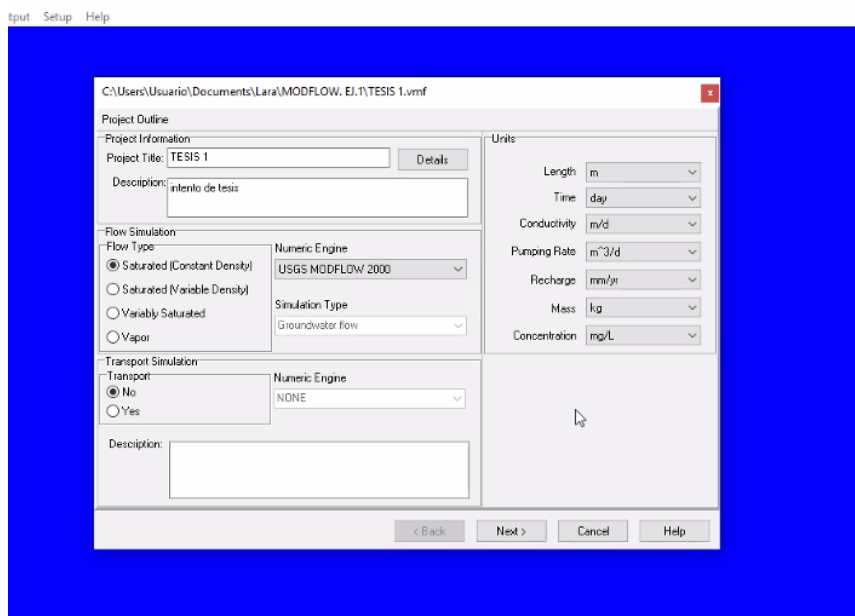 tput Setup Help
C:\Users\Usuario\Documents\Lara\MODFLOW. EJ.1\TESIS 1.vmf
x
Project Outline
Project Information
Project Title: TESIS 1 Details
Description: intento de tesis
Flow Simulation
Flow Type
Saturated (Constant Density)
Saturated (Variable Density)
Variably Saturated
Vapor
Numeric Engine
USGS MODFLOW 2000
Simulation Type
Groundwater flow
Transport Simulation
Transport
No
Yes
Numeric Engine
NONE
Description:
Units
Length m
Time day
Conductivity m/d
Pumping Rate m^3/d
Recharge mm/yr
Mass kg
Concentration mg/L
< Back Next > Cancel Help